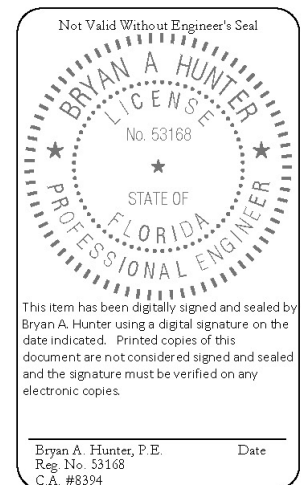 Not Valid Without Engineer's Seal
BRYAN A HUNTER
LICENSE
No. 53168
STATE OF
FLORIDA
PROFESSIONAL ENGINEER
This item has been digitally signed and sealed by
Bryan A. Hunter using a digital signature on the
date indicated. Printed copies of this
document are not considered signed and sealed
and the signature must be verified on any
electronic copies.
Bryan A. Hunter, P.E. Date
Reg. No. 53168
C.A. #8394